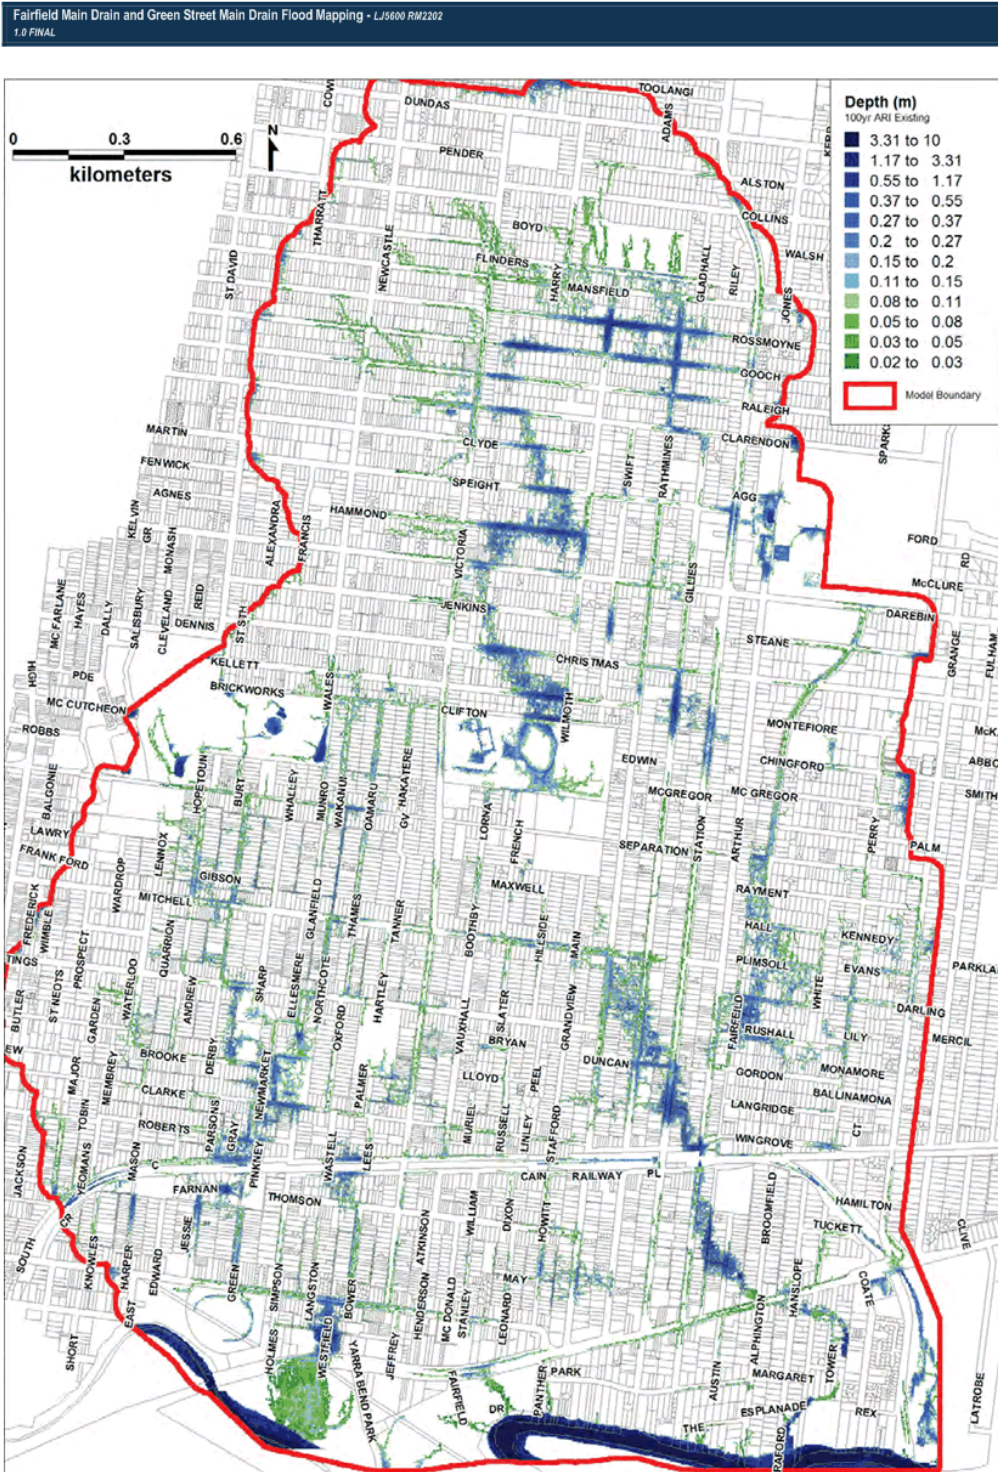 Fairfield Main Drain and Green Street Main Drain Flood Mapping - LJ5600 RM2202
1.0 FINAL
Depth (m)
100yr ARI Existing
3.31 to 10
1.17 to 3.31
0.55 to 1.17
0.37 to 0.55
0.27 to 0.37
0.2 to 0.27
0.15 to 0.2
0.11 to 0.15
0.08 to 0.11
0.05 to 0.08
0.03 to 0.05
0.02 to 0.03
Model Boundary
0 0.3 0.6
kilometers
N
TOOLANGI
DUNDAS
ADAMS
PENDER
ALSTON
COLLINS
THARRATT
BOYD
NEWCASTLE
WALSH
FLINDERS
ST DAVID
HARRY
MANSFIELD
GLADHALL
RILEY
JONES
ROSSMOYNE
GOOCH
RALEIGH
MARTIN
CLYDE
CLARENDON
FENWICK
SWIFT
RATHMINES
AGNES
SPEIGHT
AGG
KELVIN
GR
HAMMOND
ALEXANDRA
FRANCIS
MONASH
VICTORIA
FORD
RD
GILLIES
McCLURE
MC FARLANE
HAYES
DALLY
SALISBURY
CLEVELAND
REID
JENKINS
DAREBIN
DENNIS
ST STH
STEANE
GRANGE
FULHAM
HIGH
KELLETT
CHRISTMAS
PDE
BRICKWORKS
WALES
MC CUTCHEON
CLIFTON
WILMOTH
ROBBS
MONTEFIORE
EDWIN
CHINGFORD
BALGONIE
HOPETOUN
BURT
WHALLEY
MUNRO
WAKANUI
OAMARU
GV
HAKATERE
MCGREGOR
MC GREGOR
SMITH
LORNA
FRENCH
LAWRY
LENNOX
SEPARATION
STATION
ARTHUR
PERRY
PALM
FRANKFORD
GIBSON
MAXWELL
RAYMENT
WARDROP
MITCHELL
FREDERICK
WIMBLE
GLANFIELD
THAMES
TANNER
BOOTHBY
HILLSIDE
MAIN
HALL
KENNEDY
PROSPECT
QUARRION
TINGS
PLIMSOLL
EVANS
PARKLA
ST NEOTS
WATERLOO
SHARP
ELLESMERE
NORTHCOTE
HARTLEY
WHITE
BUTLER
GARDEN
ANDREW
OXFORD
VAUXHALL
SLATER
GRANDVIEW
FAIRFIELD
DARLING
RUSHALL
LILY
MERCIL
EW
BROOKE
DERBY
BRYAN
DUNCAN
MONAMORE
MAJOR
MEMBREY
NEWMARKET
PALMER
LLOYD
PEEL
GORDON
CLARKE
BALLINAMONA
TOBIN
ROBERTS
PARSONS
GRAY
MURIEL
RUSSELL
LINLEY
STAFFORD
LANGRIDGE
CT
WINGROVE
JACKSON
YEOMANS
MASON
C
PINKNEY
WASTELL
LEES
CAIN
RAILWAY
PL
FARNAN
THOMSON
BROOMFIELD
HAMILTON
CR
JESSIE
WILLIAM
DIXON
HOWITT
TUCKETT
CLIVE
SOUTH
ATKINSON
KNOWLES
HARPER
EDWARD
MAY
HANSLOPE
COATE
GREEN
SIMPSON
LANGSTON
BOWER
HENDERSON
MC DONALD
STANLEY
LEONARD
EAST
SHORT
HOLMES
WESTFIELD
YARRA BEND PARK
JEFFREY
ALPHINGTON
FAIRFIELD
PANTHER
PARK
MARGARET
TOWER
AUSTIN
DR
ESPLANADE
REX
LATROBE
THE